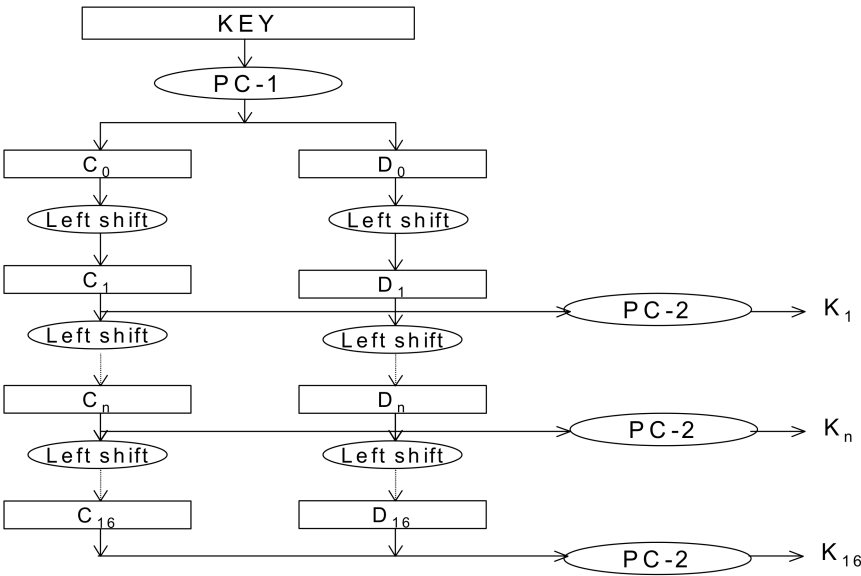 KEY
PC-1
C0 D0
Left shift Left shift
C1 D1
PC-2 K1
Left shift Left shift
Cn Dn
PC-2 Kn
Left shift Left shift
C16 D16
PC-2 K16